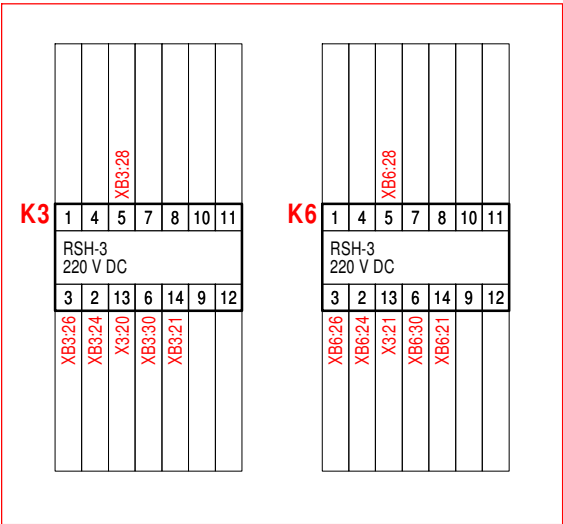 XB3:28
K3
1 4 5 7 8 10 11
RSH-3
220 V DC
3 2 13 6 14 9 12
XB3:26
XB3:24
X3:20
XB3:30
XB3:21
XB6:28
K6
1 4 5 7 8 10 11
RSH-3
220 V DC
3 2 13 6 14 9 12
XB6:26
XB6:24
X3:21
XB6:30
XB6:21